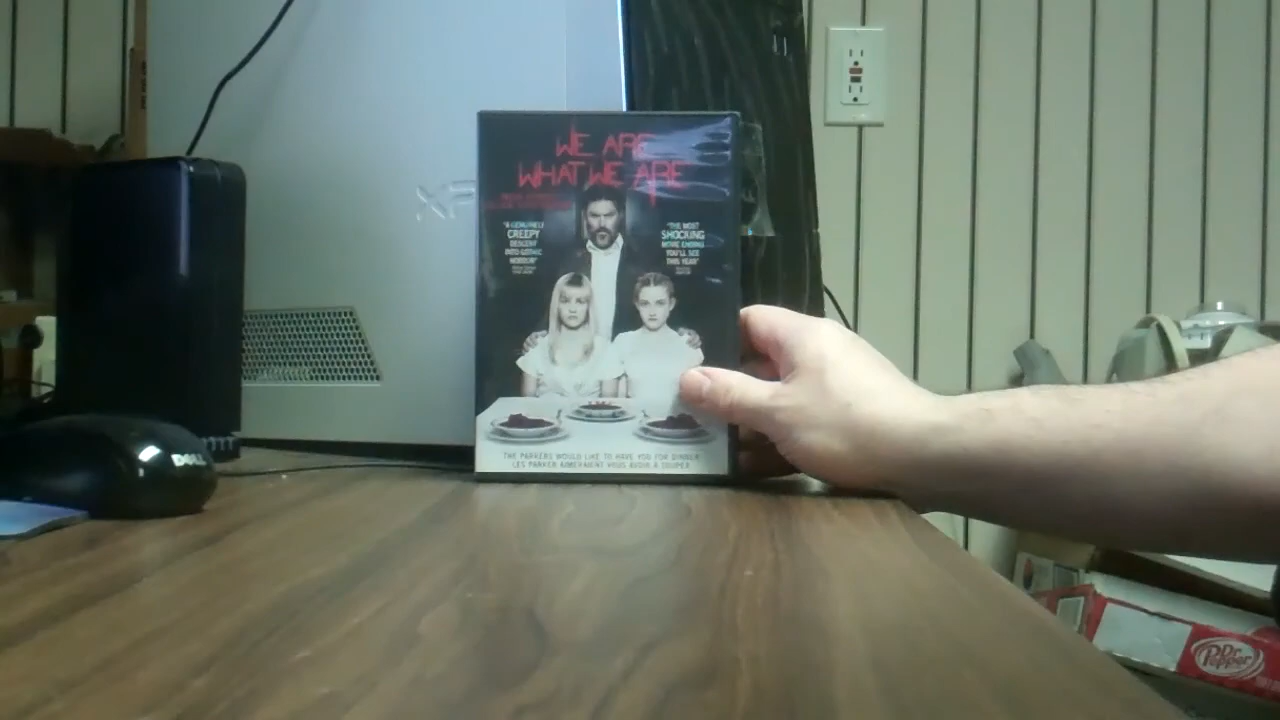 WE ARE
WHAT WE ARE
"A GENUINELY
CREEPY
DESCENT
INTO GOTHIC
HORROR"
"THE MOST
SHOCKING
MOVIE ENDING
YOU'LL SEE
THIS YEAR"
THE PARKERS WOULD LIKE TO HAVE YOU FOR DINNER
LES PARKER AIMERAIENT VOUS AVOIR À SOUPER
XP
DELL
Dr Pepper